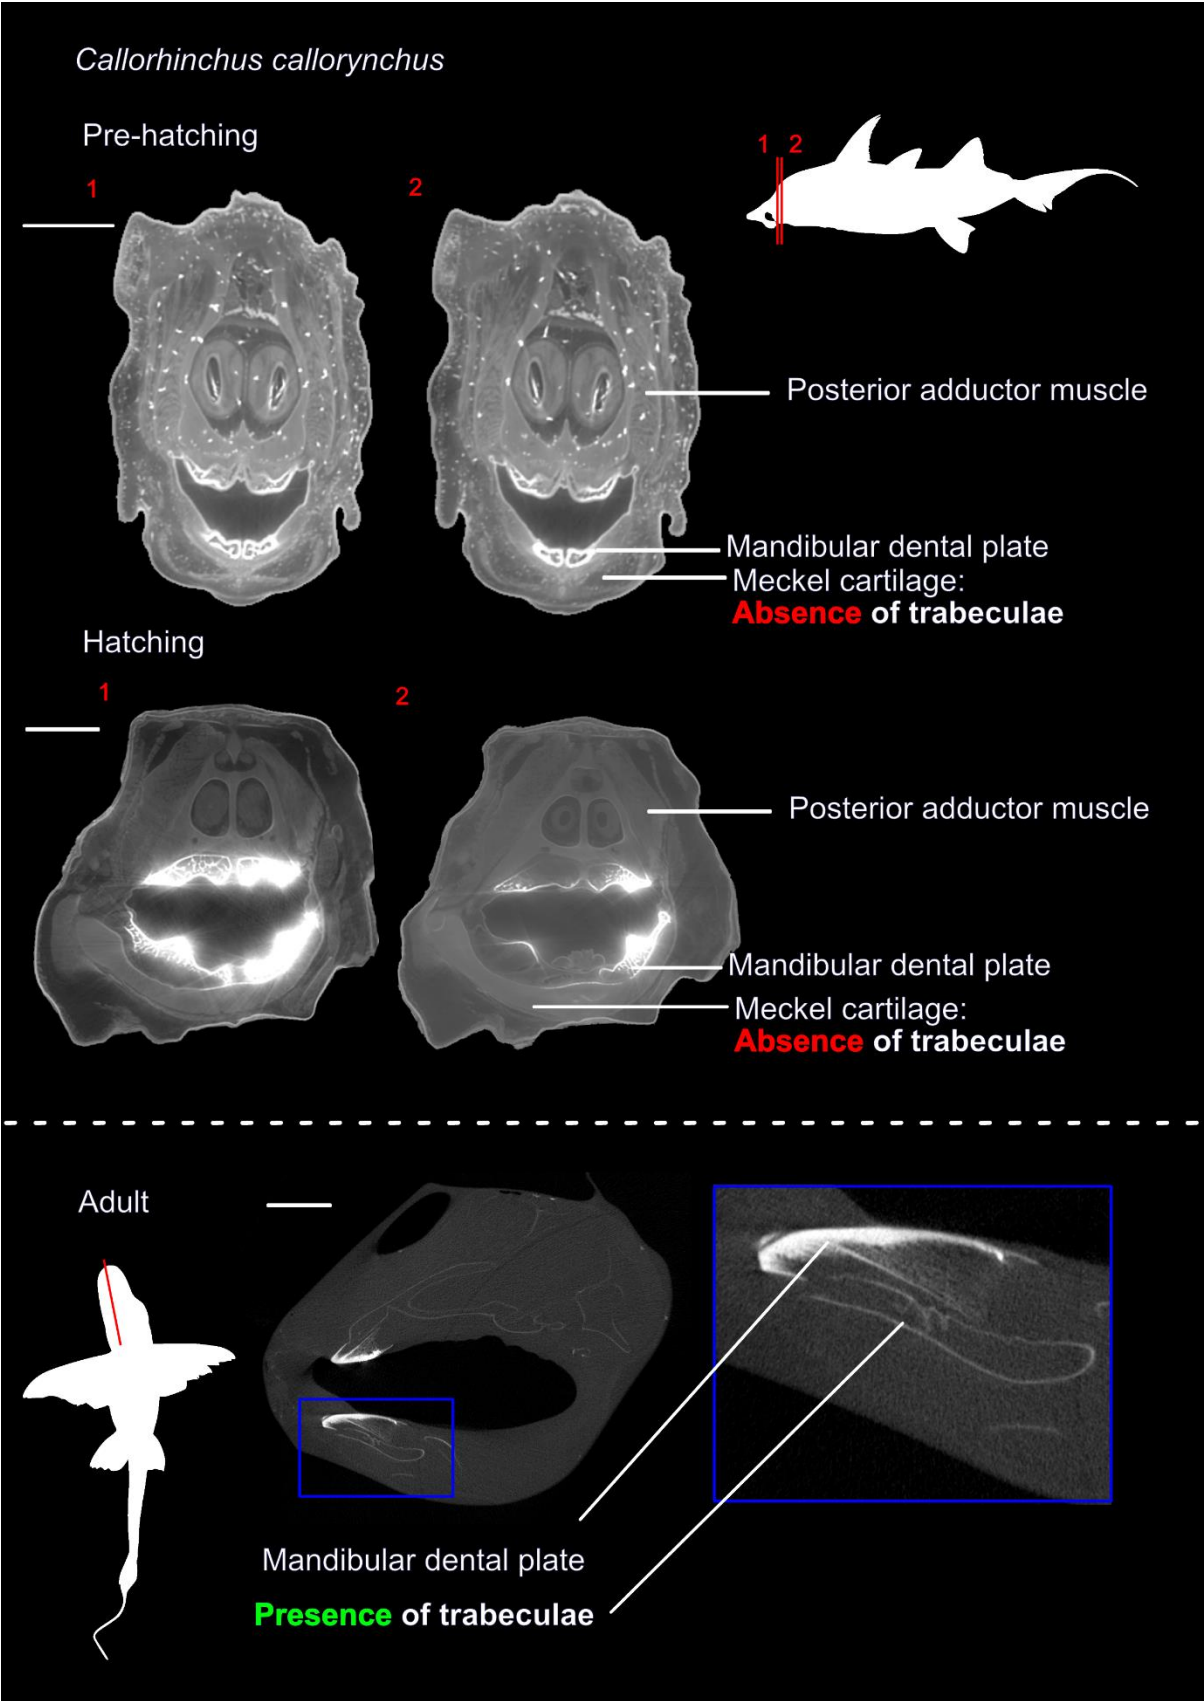 Callorhinchus callorynchus
Pre-hatching
1
2
1 2
Posterior adductor muscle
Mandibular dental plate
Meckel cartilage:
Absence of trabeculae
Hatching
1
2
Posterior adductor muscle
Mandibular dental plate
Meckel cartilage:
Absence of trabeculae
Adult
Mandibular dental plate
Presence of trabeculae